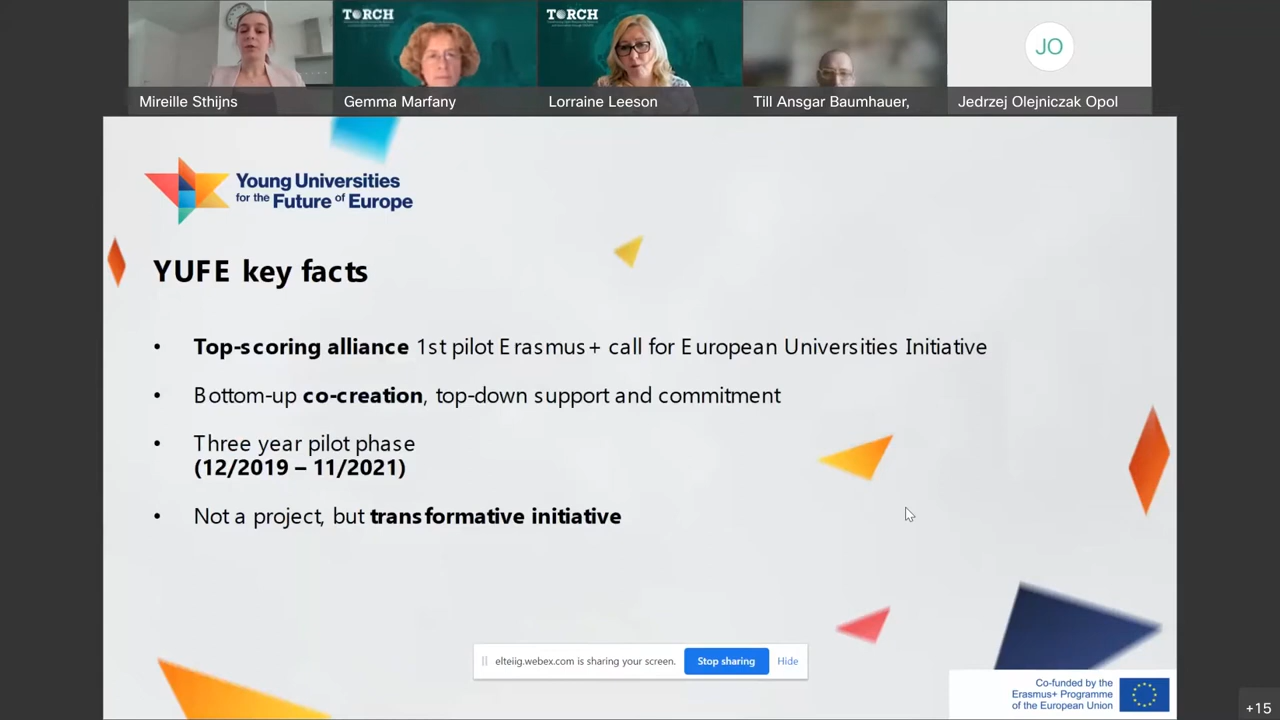 TORCH
TORCH
JO
Mireille Sthijns
Gemma Marfany
Lorraine Leeson
Till Ansgar Baumhauer,
Jedrzej Olejniczak Opol
Young Universities
for the Future of Europe
YUFE key facts
• Top-scoring alliance 1st pilot Erasmus+ call for European Universities Initiative
• Bottom-up co-creation, top-down support and commitment
• Three year pilot phase
(12/2019 – 11/2021)
• Not a project, but transformative initiative
elteiig.webex.com is sharing your screen.
Stop sharing
Hide
Co-funded by the
Erasmus+ Programme
of the European Union
+15